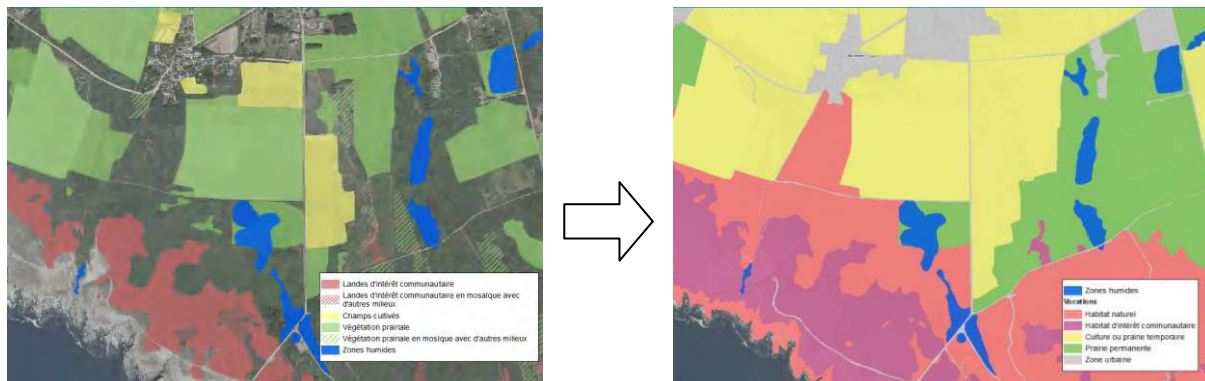 Landes d'intérêt communautaire
Landes d'intérêt communautaire en mosaïque avec
d'autres milieux
Champs cultivés
Végétation prairiale
Végétation prairiale en mosïque avec d'autres milieux
Zones humides
Zones humides
Vocations
Habitat naturel
Habitat d'intérêt communautaire
Culture ou prairie temporaire
Prairie permanente
Zone urbaine